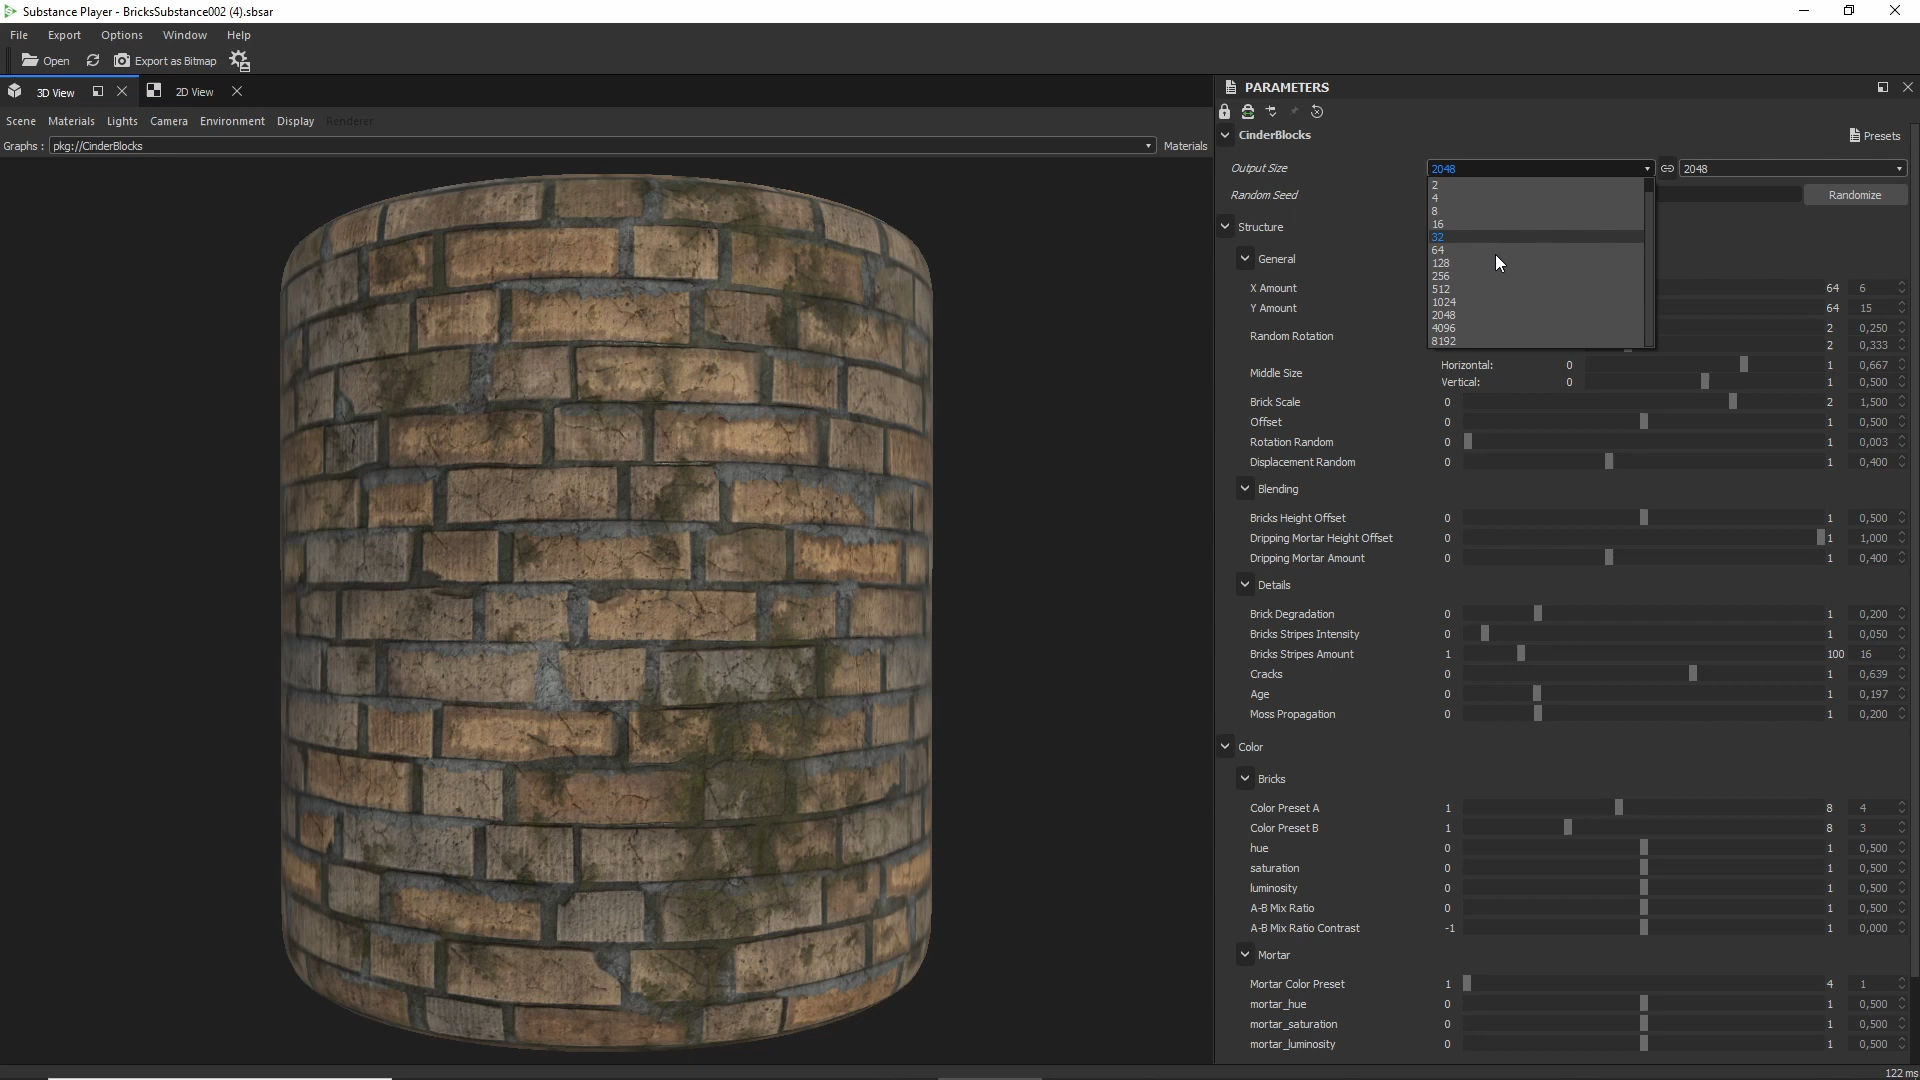 Substance Player - BricksSubstance002 (4).sbsar
File Export Options Window Help
Open Export as Bitmap
3D View 2D View
Scene Materials Lights Camera Environment Display Renderer
Graphs : pkg://CinderBlocks Materials
PARAMETERS
CinderBlocks Presets
Output Size 2048 2048
Random Seed Randomize
2
4
8
16
32
64
128
256
512
1024
2048
4096
8192
Structure
General
X Amount 64 6
Y Amount 64 15
Random Rotation 2 0,250
2 0,333
Middle Size Horizontal: 0 1 0,667
Vertical: 0 1 0,500
Brick Scale 0 2 1,500
Offset 0 1 0,500
Rotation Random 0 1 0,003
Displacement Random 0 1 0,400
Blending
Bricks Height Offset 0 1 0,500
Dripping Mortar Height Offset 0 1 1,000
Dripping Mortar Amount 0 1 0,400
Details
Brick Degradation 0 1 0,200
Bricks Stripes Intensity 0 1 0,050
Bricks Stripes Amount 1 100 16
Cracks 0 1 0,639
Age 0 1 0,197
Moss Propagation 0 1 0,200
Color
Bricks
Color Preset A 1 8 4
Color Preset B 1 8 3
hue 0 1 0,500
saturation 0 1 0,500
luminosity 0 1 0,500
A-B Mix Ratio 0 1 0,500
A-B Mix Ratio Contrast -1 1 0,000
Mortar
Mortar Color Preset 1 4 1
mortar_hue 0 1 0,500
mortar_saturation 0 1 0,500
mortar_luminosity 0 1 0,500
122 ms